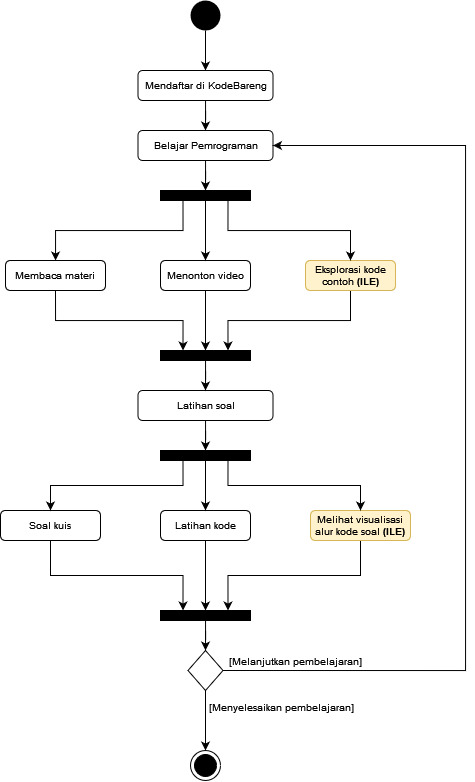 Mendaftar di KodeBareng
Belajar Pemrograman
Membaca materi
Menonton video
Eksplorasi kode
contoh (ILE)
Latihan soal
Soal kuis
Latihan kode
Melihat visualisasi
alur kode soal (ILE)
[Melanjutkan pembelajaran]
[Menyelesaikan pembelajaran]